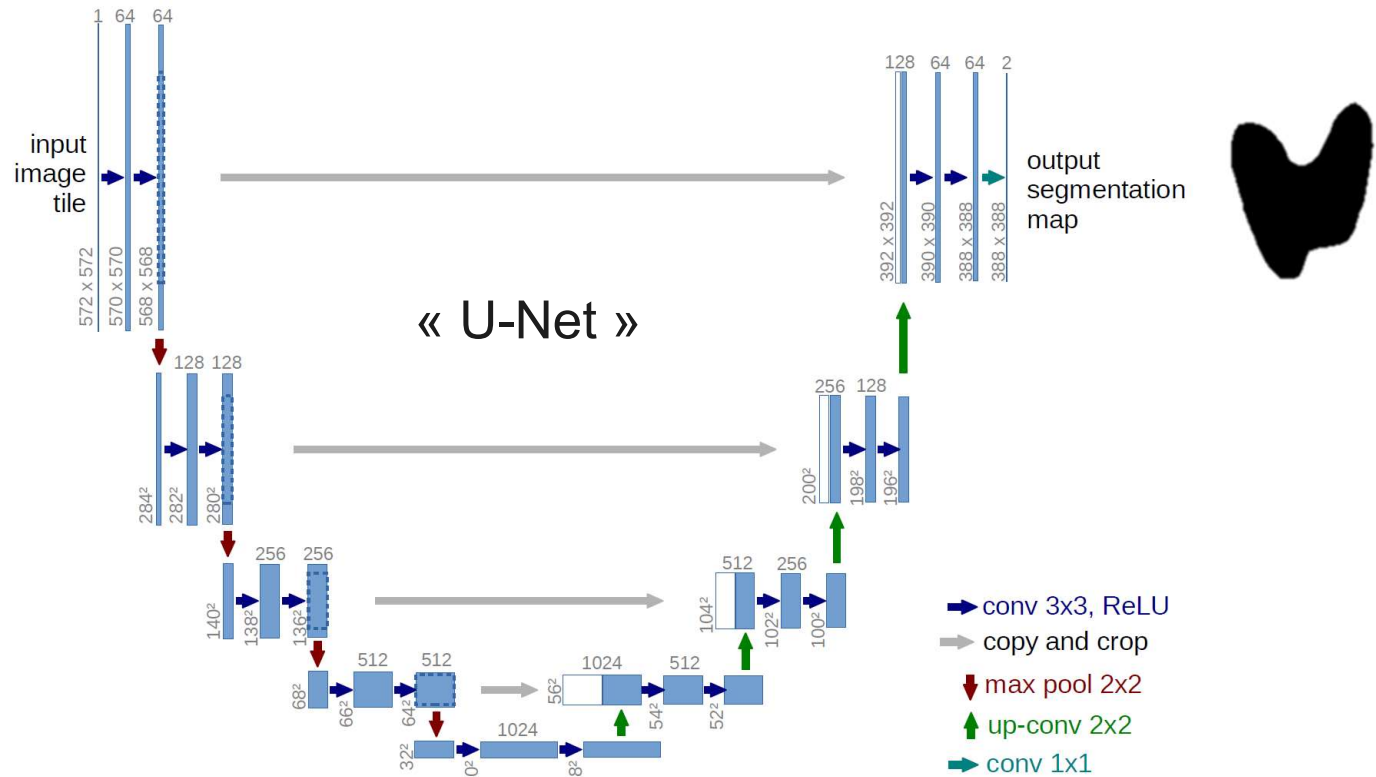 1 64 64
input
image
tile
572 x 572
570 x 570
568 x 568
128 64 64 2
392 x 392
390 x 390
388 x 388
388 x 388
output
segmentation
map
« U-Net »
128 128
284²
282²
280²
256 128
200²
198²
196²
256 256
140²
138²
136²
512 256
104²
102²
100²
512 512
68²
66²
64²
1024 512
56²
54²
52²
1024
32²
0²
8²
conv 3x3, ReLU
copy and crop
max pool 2x2
up-conv 2x2
conv 1x1